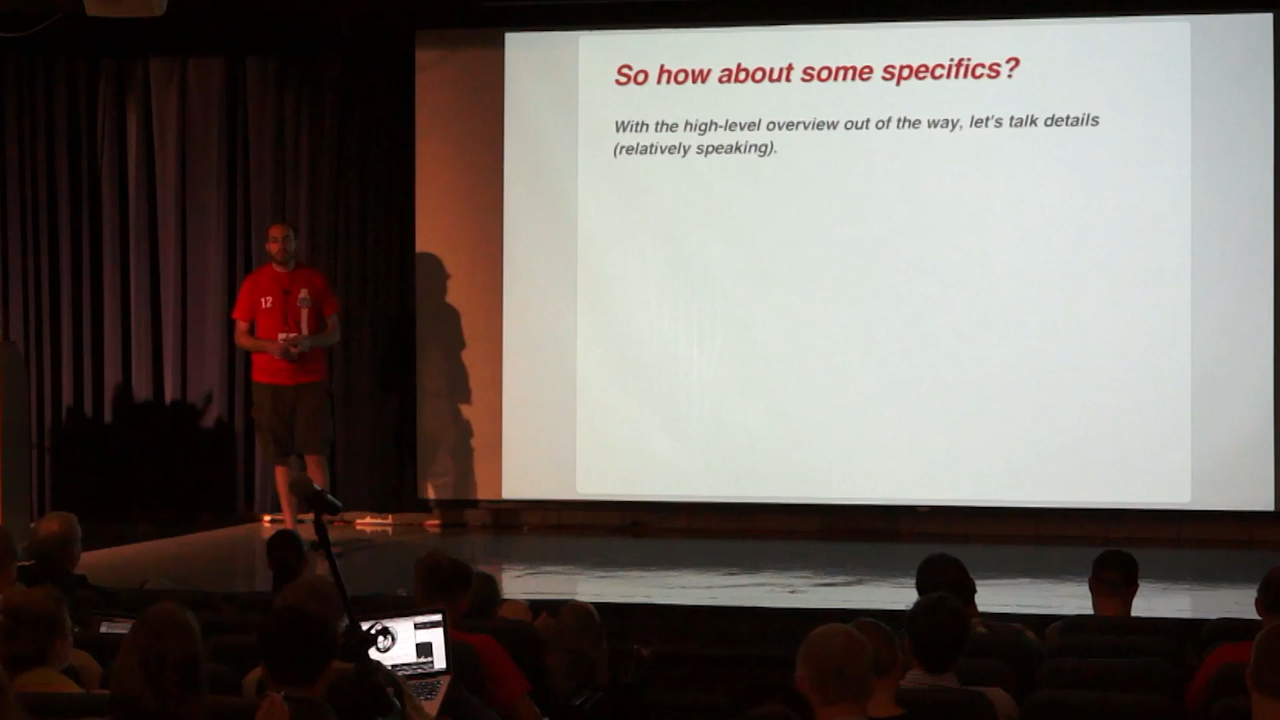 So how about some specifics?
With the high-level overview out of the way, let's talk details
(relatively speaking).
12